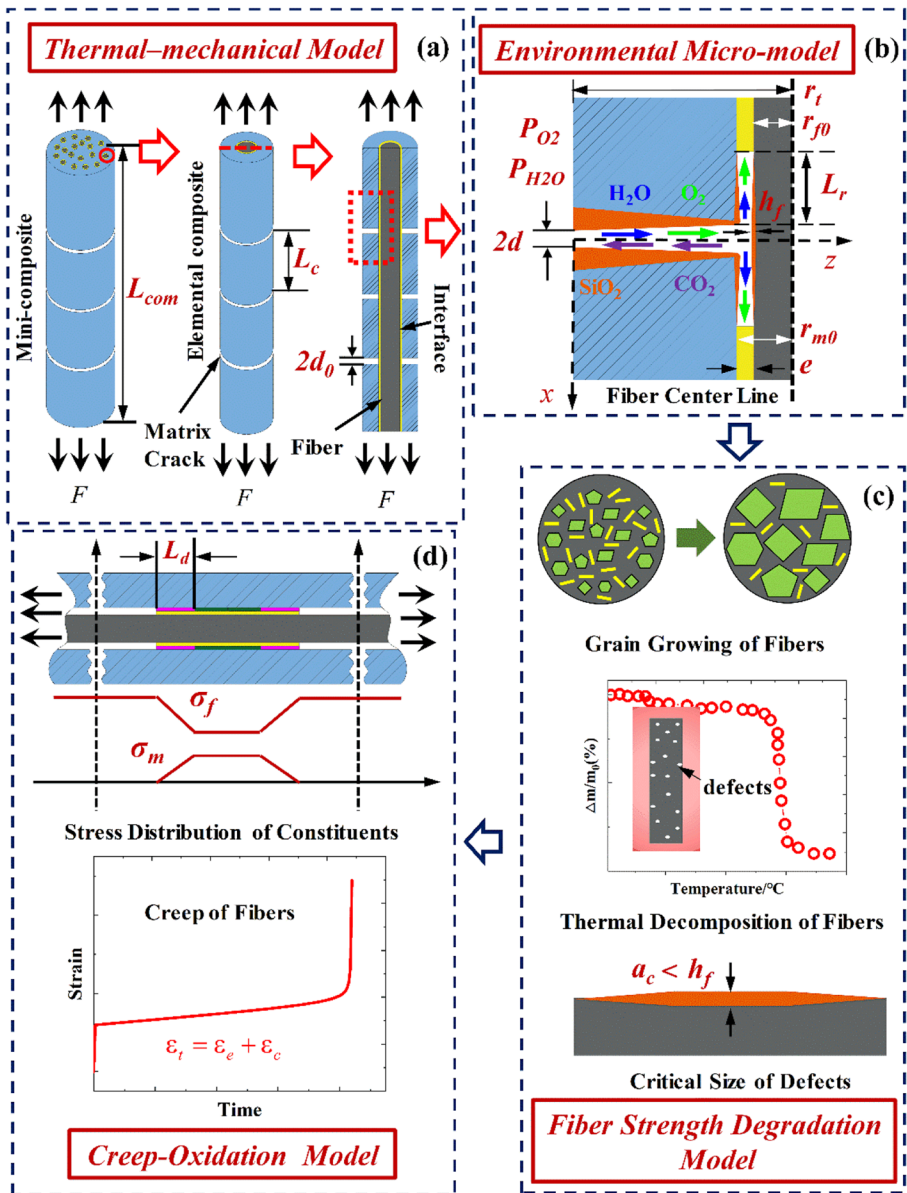 Thermal–mechanical Model
(a)
Mini-composite
L_com
Elemental composite
L_c
2d_0
Interface
Matrix
Crack
Fiber
F
F
F
Environmental Micro-model
(b)
r_t
r_f0
P_O2
P_H2O
H2O
O2
h_f
L_r
2d
z
SiO2
CO2
r_m0
e
x
Fiber Center Line
(c)
Grain Growing of Fibers
△m/m0(%)
defects
Temperature/°C
Thermal Decomposition of Fibers
a_c < h_f
Critical Size of Defects
Fiber Strength Degradation
Model
(d)
L_d
σ_f
σ_m
Stress Distribution of Constituents
Creep of Fibers
Strain
ε_t = ε_e + ε_c
Time
Creep-Oxidation Model